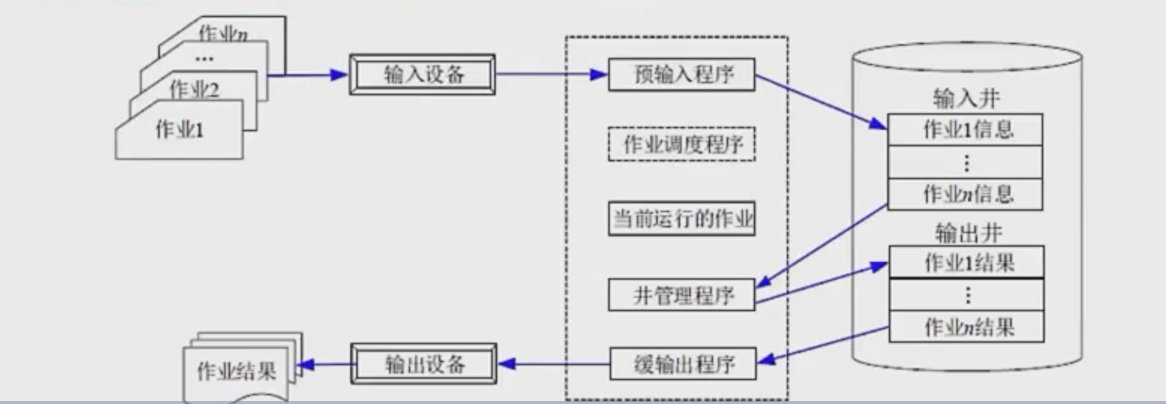 作业n
...
作业2
作业1
输入设备
预输入程序
作业调度程序
当前运行的作业
井管理程序
缓输出程序
输入井
作业1信息
⋮
作业n信息
输出井
作业1结果
⋮
作业n结果
输出设备
作业结果